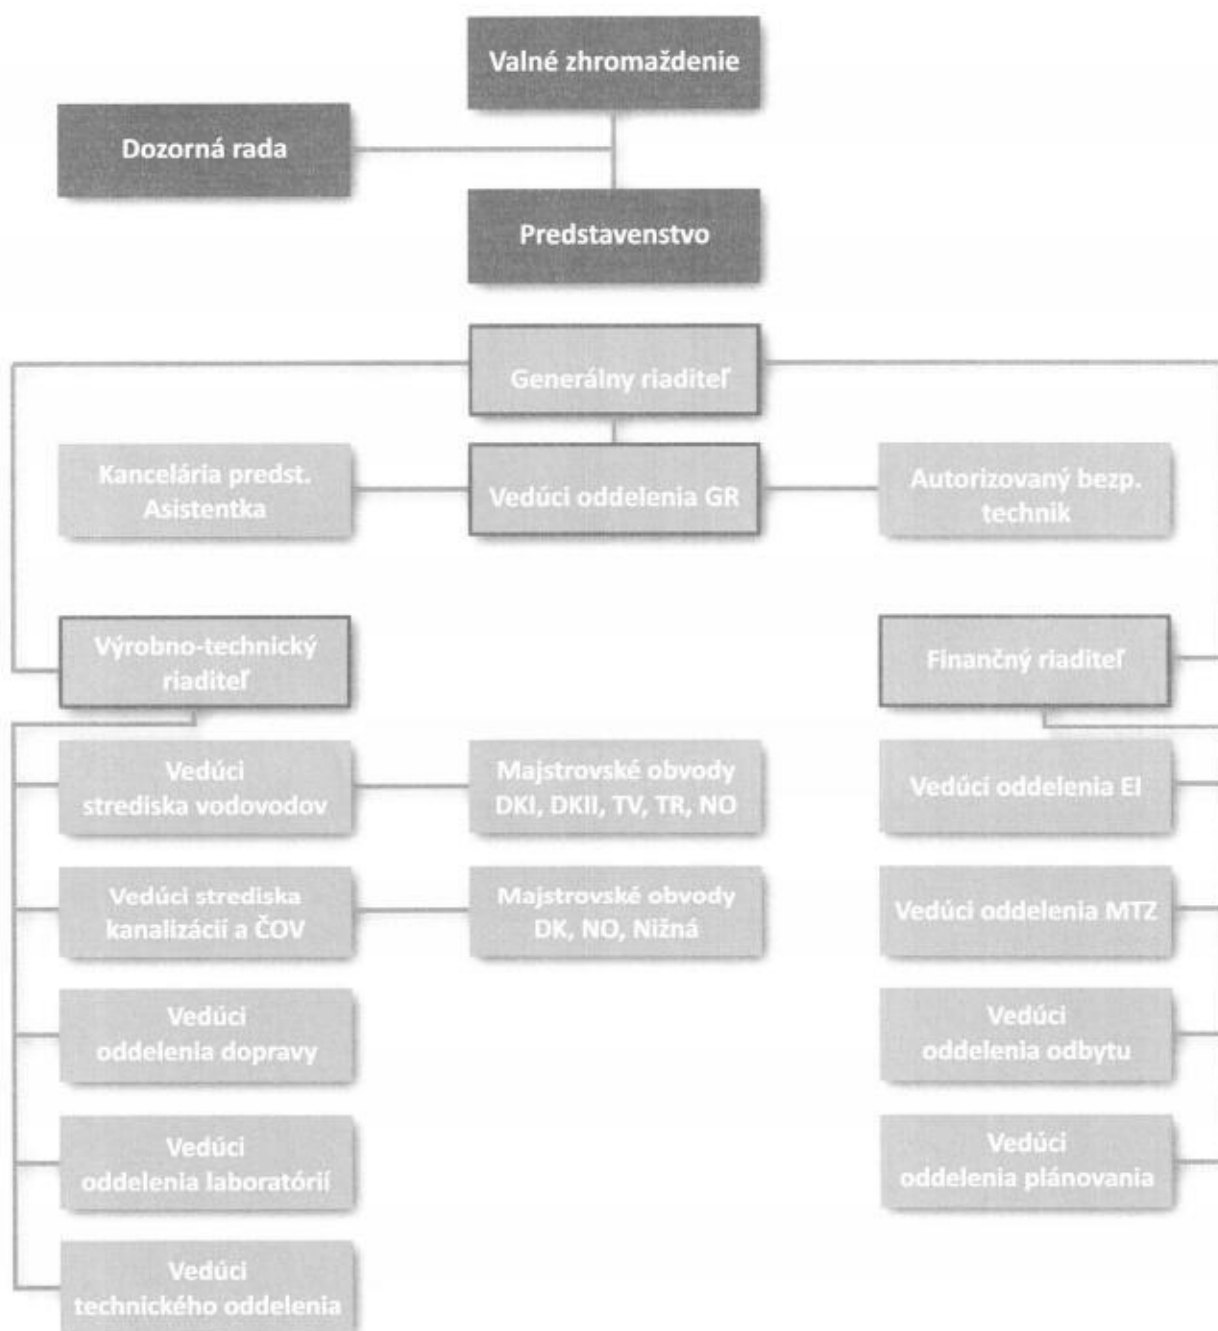 Valné zhromaždenie
Dozorná rada
Predstavenstvo
Generálny riaditeľ
Kancelária predst.
Asistentka
Vedúci oddelenia GR
Autorizovaný bezp.
technik
Výrobno-technický
riaditeľ
Finančný riaditeľ
Vedúci
strediska vodovodov
Majstrovské obvody
DKI, DKII, TV, TR, NO
Vedúci oddelenia EI
Vedúci strediska
kanalizácií a ČOV
Majstrovské obvody
DK, NO, Nižná
Vedúci oddelenia MTZ
Vedúci
oddelenia dopravy
Vedúci
oddelenia odbytu
Vedúci
oddelenia laboratórií
Vedúci
oddelenia plánovania
Vedúci
technického oddelenia